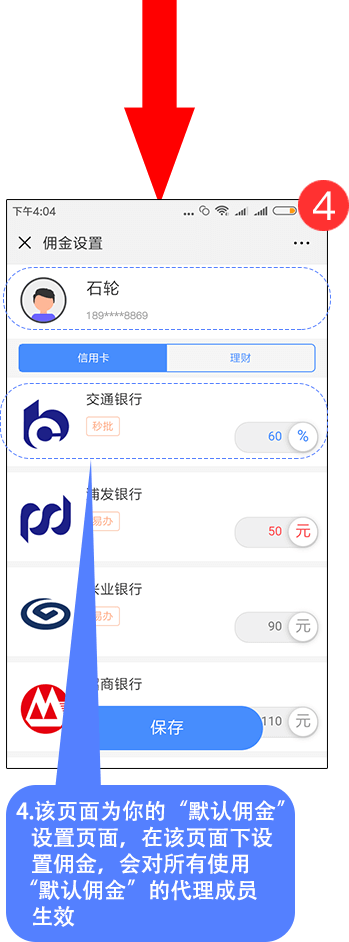 下午4:04
4
佣金设置
石轮
189****8869
信用卡 理财
交通银行
秒批
60 %
浦发银行
易办
50 元
兴业银行
易办
90 元
招商银行
110 元
保存
4.该页面为你的“默认佣金”
设置页面，在该页面下设
置佣金，会对所有使用
“默认佣金”的代理成员
生效